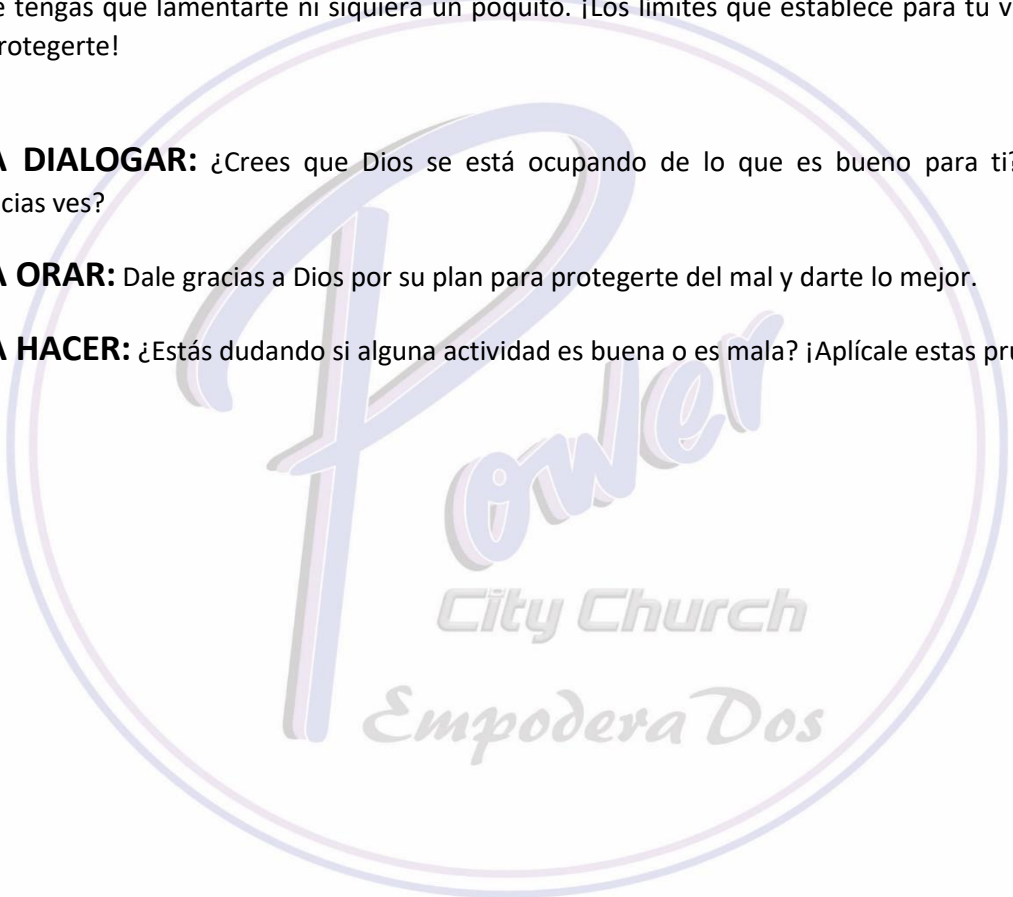 tengas que lamentarte ni siquiera un poquito. ¡Los límites que establece para tu
rotegerte!
A DIALOGAR: ¿Crees que Dios se está ocupando de lo que es bueno para ti?
cias ves?
A ORAR: Dale gracias a Dios por su plan para protegerte del mal y darte lo mejor.
A HACER: ¿Estás dudando si alguna actividad es buena o es mala? ¡Aplícale estas pr
Power
City Church
EmpoderaDos